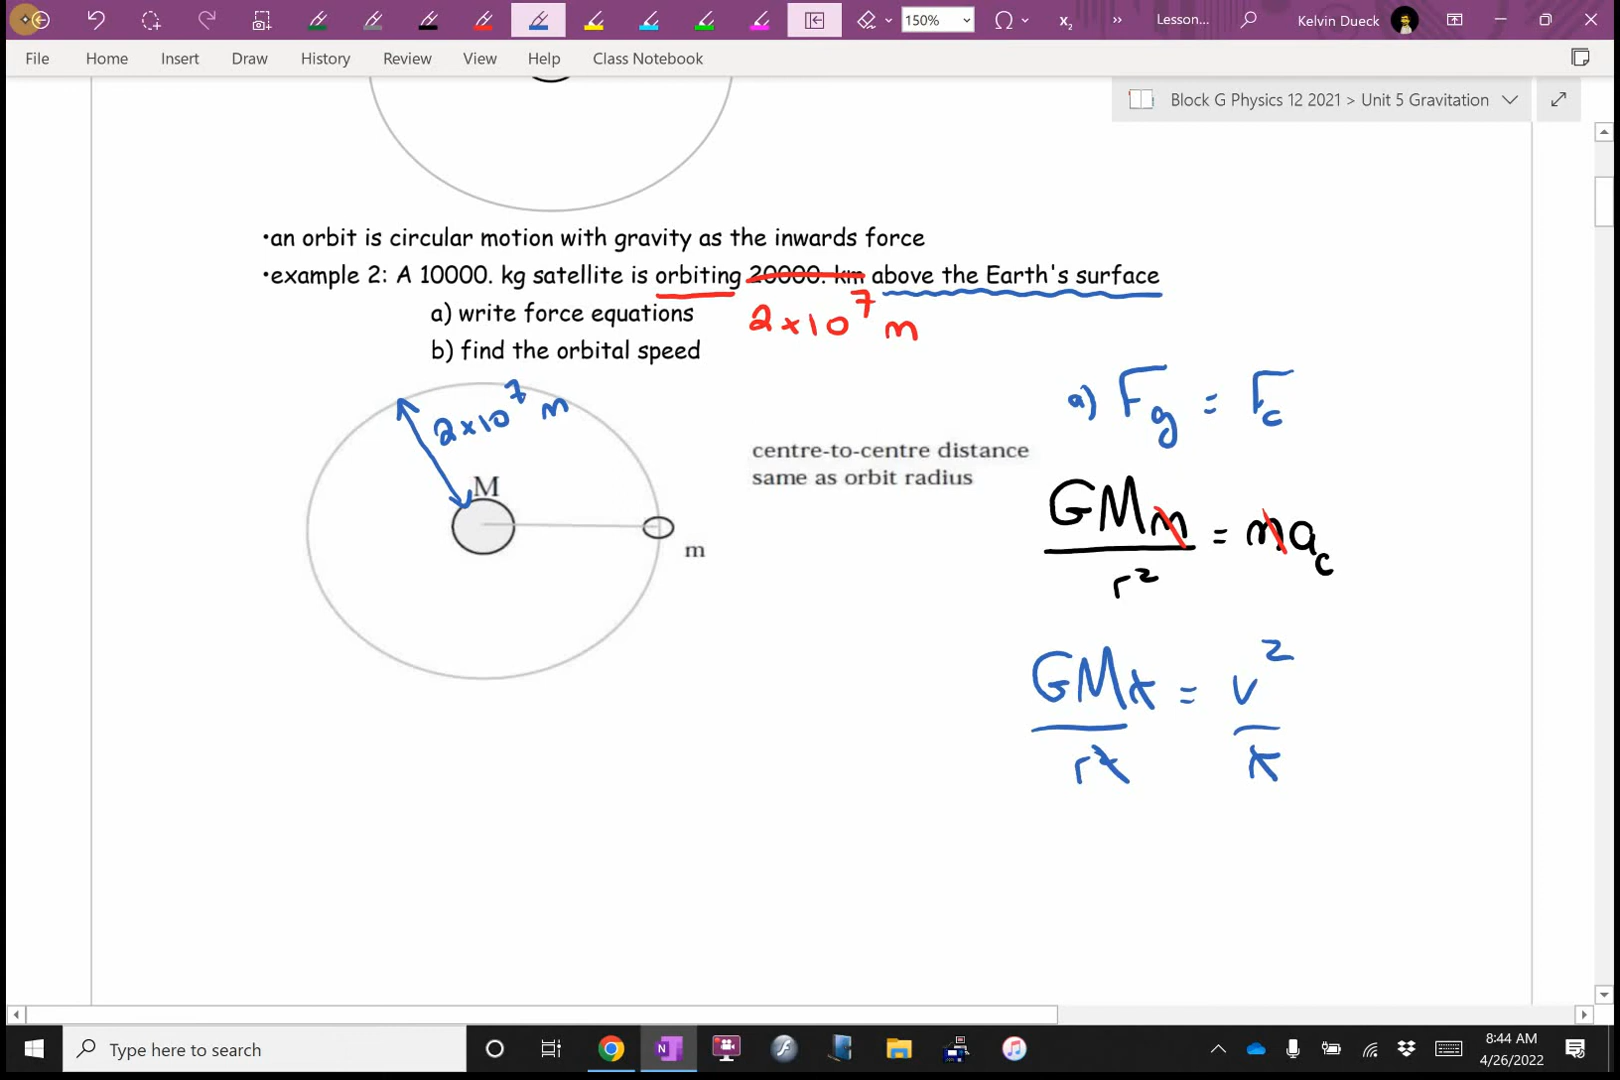 150%
Ω
x₂
Lesson...
Kelvin Dueck
File Home Insert Draw History Review View Help Class Notebook
Block G Physics 12 2021 > Unit 5 Gravitation
•an orbit is circular motion with gravity as the inwards force
•example 2: A 10000. kg satellite is orbiting 20000. km above the Earth's surface
a) write force equations
2×10⁷ m
b) find the orbital speed
2×10⁷ m
a) Fg = Fc
centre-to-centre distance
same as orbit radius
M
m
GMm/r² = mac
GMr/r² = v²/r
Type here to search
8:44 AM
4/26/2022